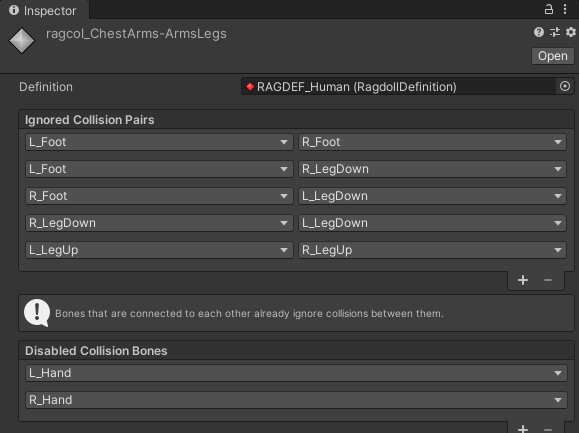 Inspector
ragcol_ChestArms-ArmsLegs
Open
Definition RAGDEF_Human (RagdollDefinition)
Ignored Collision Pairs
L_Foot R_Foot
L_Foot R_LegDown
R_Foot L_LegDown
R_LegDown L_LegDown
L_LegUp R_LegUp
Bones that are connected to each other already ignore collisions between them.
Disabled Collision Bones
L_Hand
R_Hand